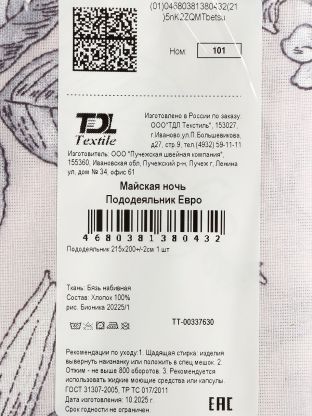 (01)04680381380432(21
)5nK2ZQMTbets.u
Ном: 101
TDL
Textile
Изготовлено в России по заказу:
ООО"ТДЛ Текстиль", 153027,
г.Иваново ул.П.Большевикова,
д27, стр 9, тел.(4932) 59-11-11
Изготовитель: ООО "Пучежская швейная компания",
155360, Ивановская обл, Пучежский р-н, Пучеж г, Ленина
ул, дом № 34, офис 61
Майская ночь
Пододеяльник Евро
4680381380432
Пододеяльник 215х200+/-2см 1 шт
Ткань: Бязь набивная
Состав: Хлопок 100%
рис. Бионика 20225/1
ТТ-00337630
Рекомендации по уходу:1. Щадящая стирка: изделия
вывернуть наизнанку или положить в спец.мешок. 2.
Отжим - не выше 800 оборотов. 3. Рекомендуется
использовать жидкие моющие средства или капсулы.
ГОСТ 31307-2005, ТР ТС 017/2011
Дата изготовления: 10.2025 г.
Срок годности не ограничен.
EAC